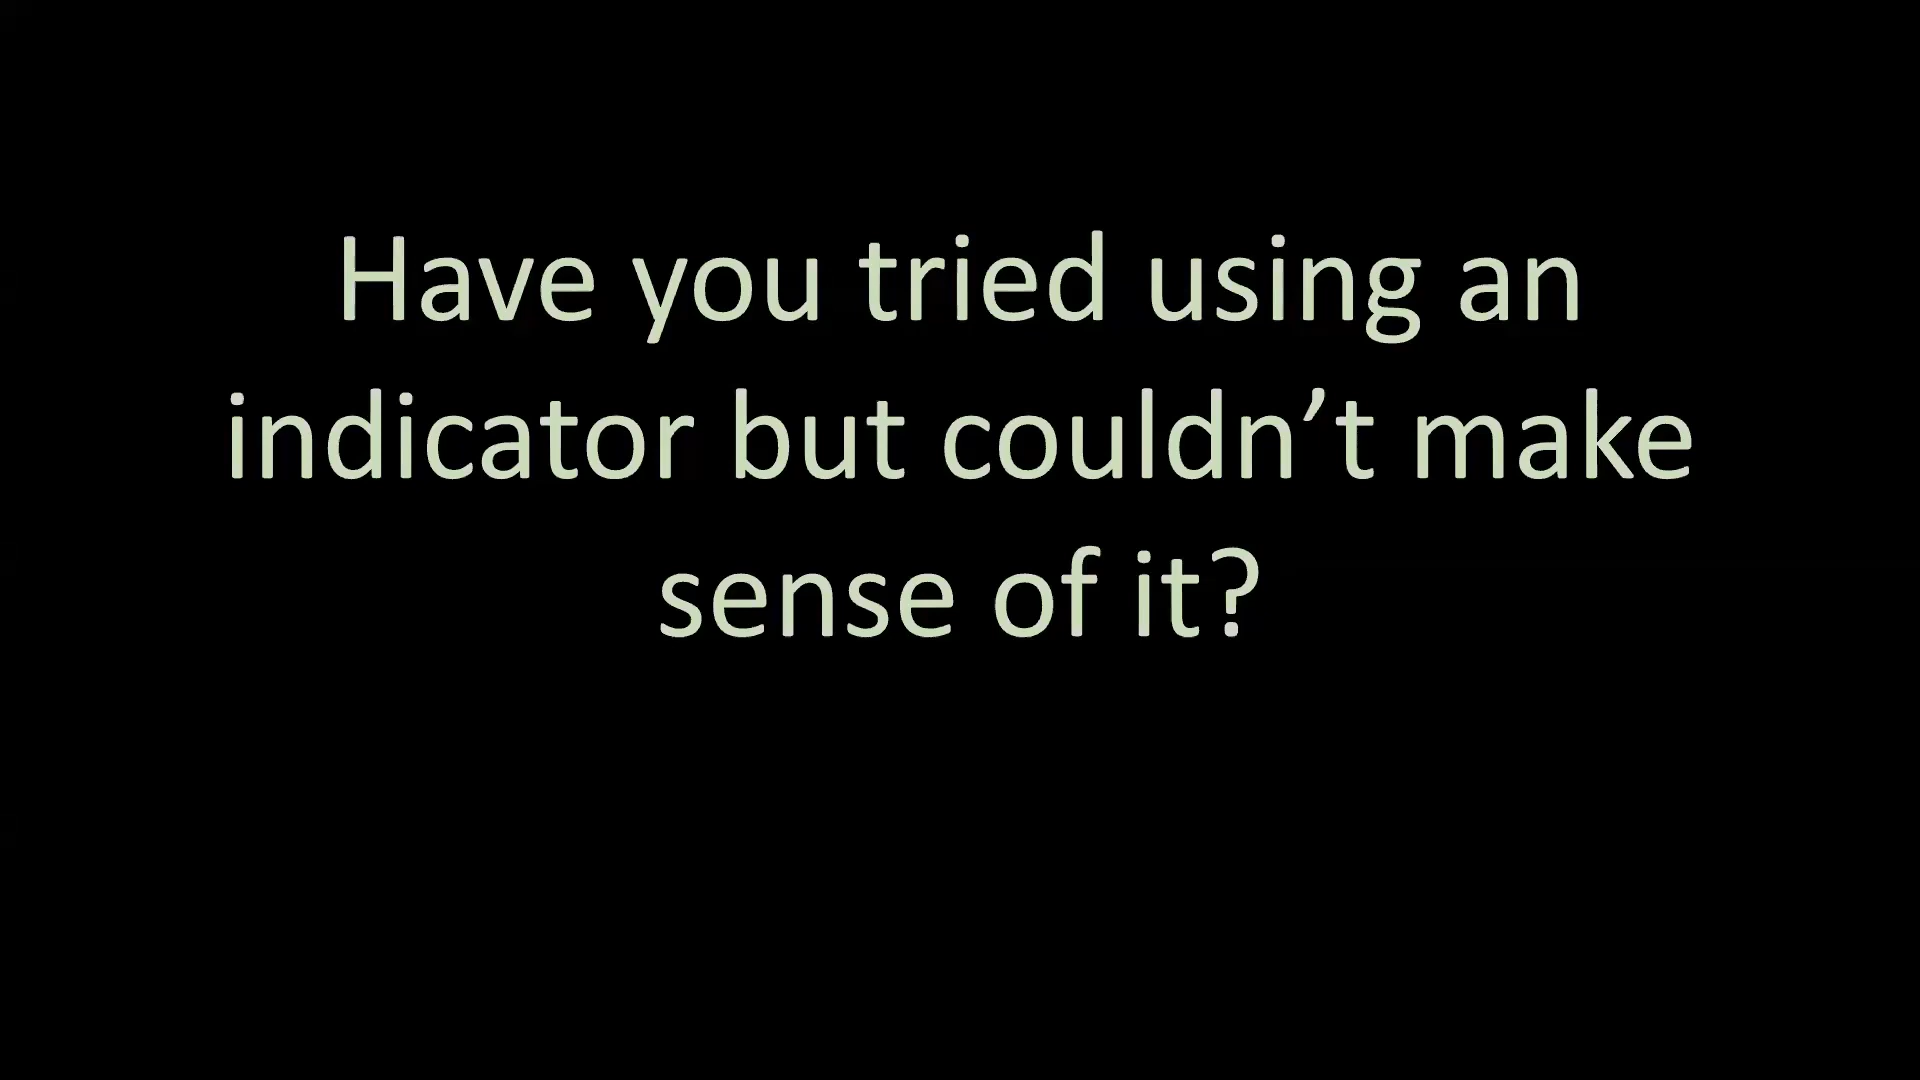 Have you tried using an
indicator but couldn’t make
sense of it?